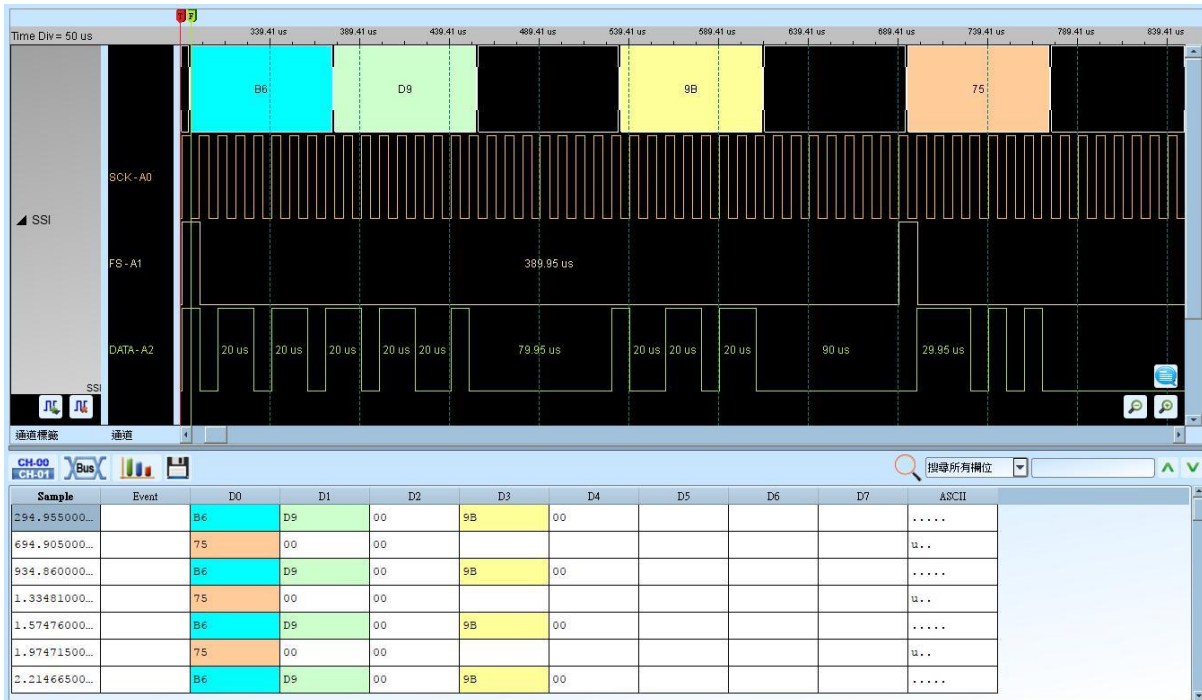 T F
Time Div = 50 us 339.41 us 389.41 us 439.41 us 489.41 us 539.41 us 589.41 us 639.41 us 689.41 us 739.41 us 789.41 us 839.41 us
B6 D9 9B 75
SCK - A0
SSI
FS - A1 389.95 us
DATA - A2 20 us 20 us 20 us 20 us 20 us 79.95 us 20 us 20 us 20 us 90 us 29.95 us
SSI
通道標籤 通道
CH-00
CH-01 Bus 搜尋所有欄位
Sample Event D0 D1 D2 D3 D4 D5 D6 D7 ASCII
294.955000... B6 D9 00 9B 00 .....
694.905000... 75 00 00 u..
934.860000... B6 D9 00 9B 00 .....
1.33481000... 75 00 00 u..
1.57476000... B6 D9 00 9B 00 .....
1.97471500... 75 00 00 u..
2.21466500... B6 D9 00 9B 00 .....